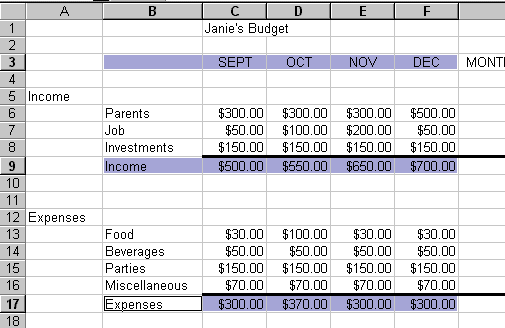 A B C D E F
1 Janie's Budget
2
3 SEPT OCT NOV DEC MONT
4
5 Income
6 Parents $300.00 $300.00 $300.00 $500.00
7 Job $50.00 $100.00 $200.00 $50.00
8 Investments $150.00 $150.00 $150.00 $150.00
9 Income $500.00 $550.00 $650.00 $700.00
10
11
12 Expenses
13 Food $30.00 $100.00 $30.00 $30.00
14 Beverages $50.00 $50.00 $50.00 $50.00
15 Parties $150.00 $150.00 $150.00 $150.00
16 Miscellaneous $70.00 $70.00 $70.00 $70.00
17 Expenses $300.00 $370.00 $300.00 $300.00
18